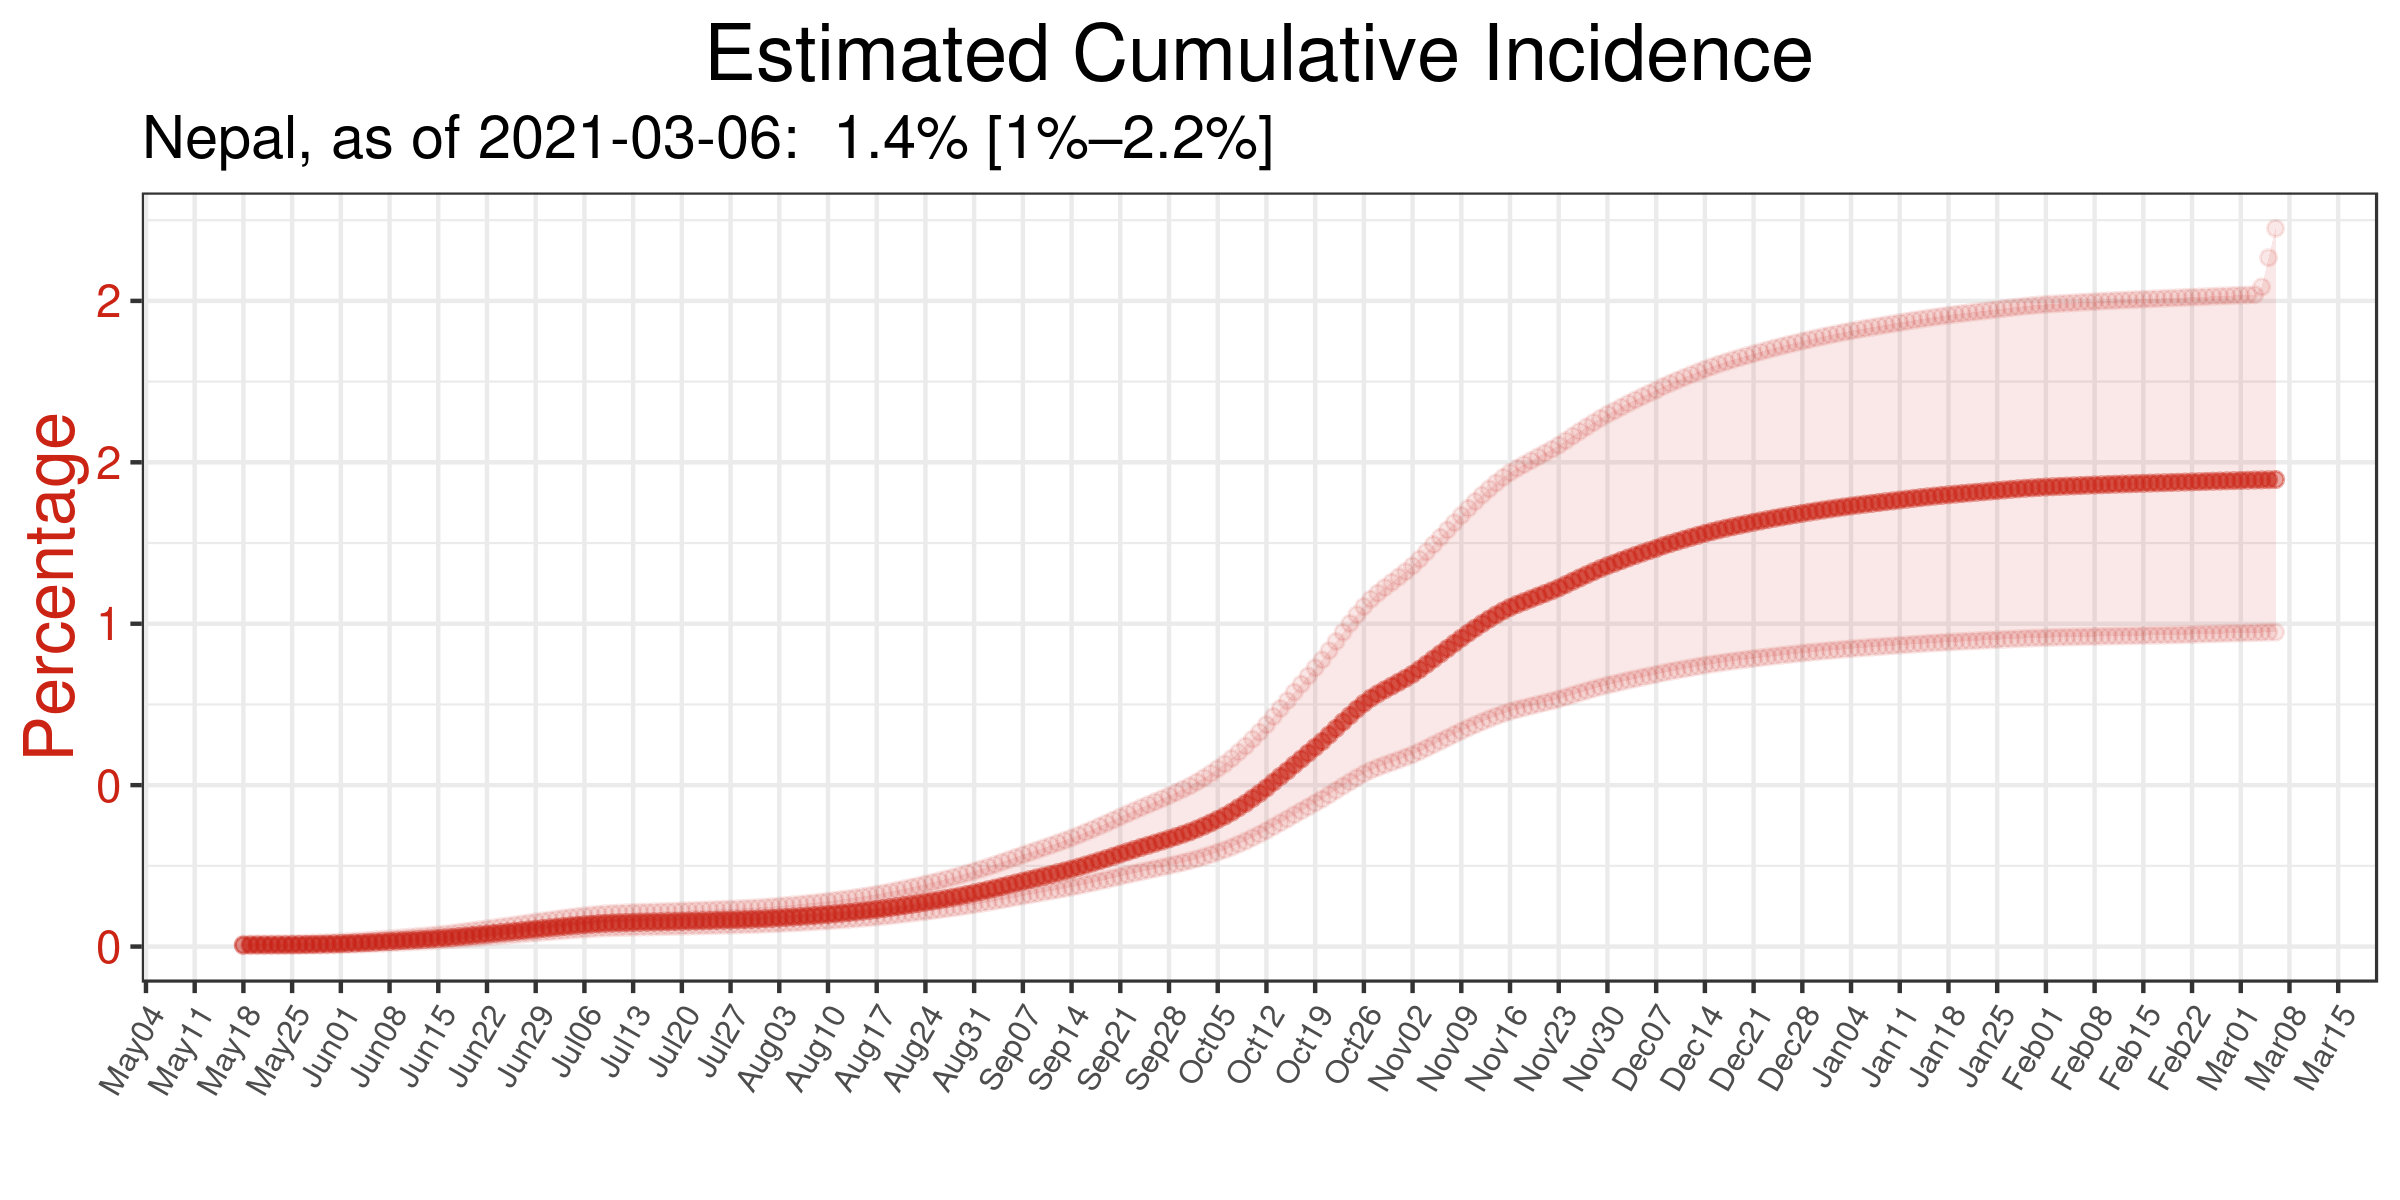 Estimated Cumulative Incidence
Nepal, as of 2021-03-06:  1.4% [1%–2.2%]
Percentage
2
2
1
0
0
May04
May11
May18
May25
Jun01
Jun08
Jun15
Jun22
Jun29
Jul06
Jul13
Jul20
Jul27
Aug03
Aug10
Aug17
Aug24
Aug31
Sep07
Sep14
Sep21
Sep28
Oct05
Oct12
Oct19
Oct26
Nov02
Nov09
Nov16
Nov23
Nov30
Dec07
Dec14
Dec21
Dec28
Jan04
Jan11
Jan18
Jan25
Feb01
Feb08
Feb15
Feb22
Mar01
Mar08
Mar15